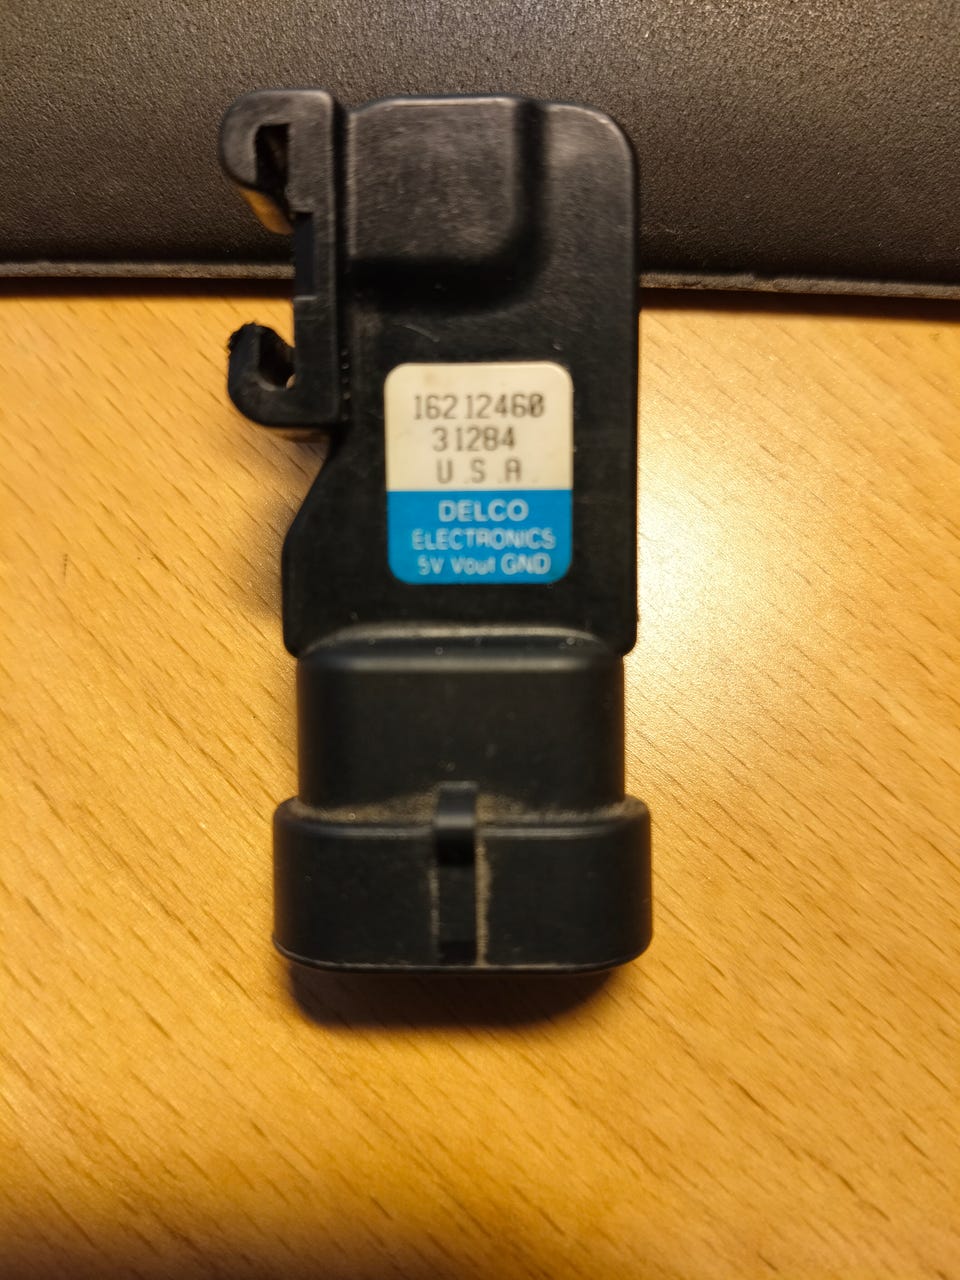 16212460
31284
U.S.A.
DELCO
ELECTRONICS
5V Vout GND